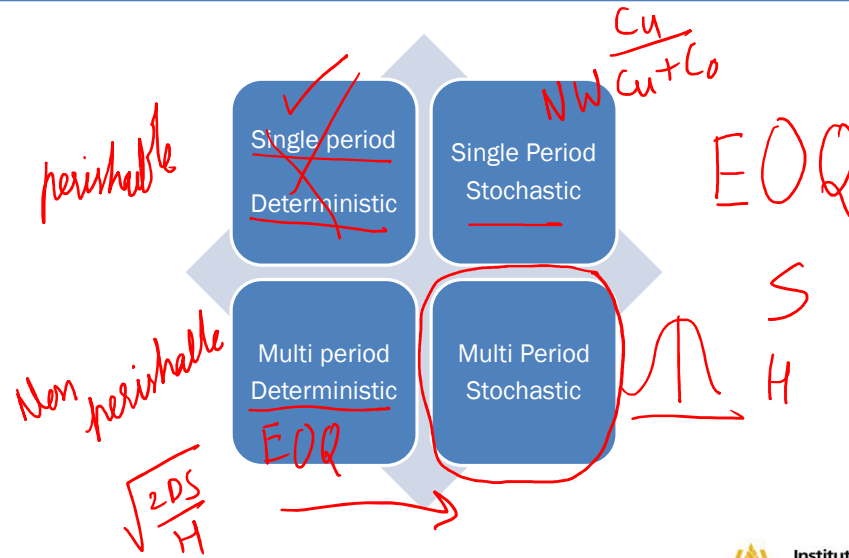 Cu
Cu+Co
NW
Single period
Deterministic
Single Period
Stochastic
perishable
EOQ
S
H
Multi period
Deterministic
Multi Period
Stochastic
Non perishable
EOQ
√2DS
H
Institut